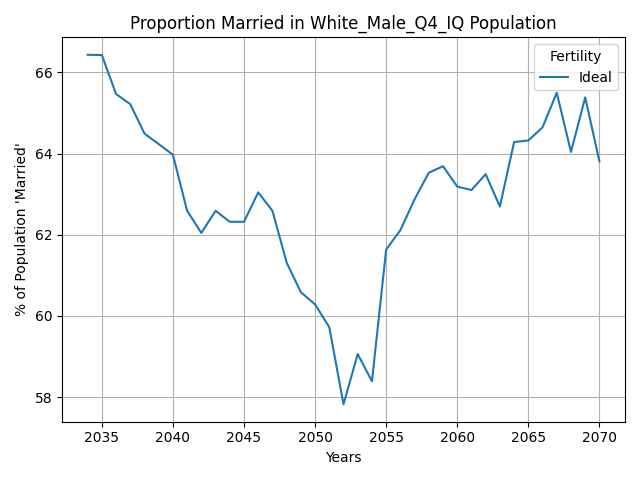 Proportion Married in White_Male_Q4_IQ Population
Fertility
Ideal
% of Population 'Married'
66
64
62
60
58
2035 2040 2045 2050 2055 2060 2065 2070
Years